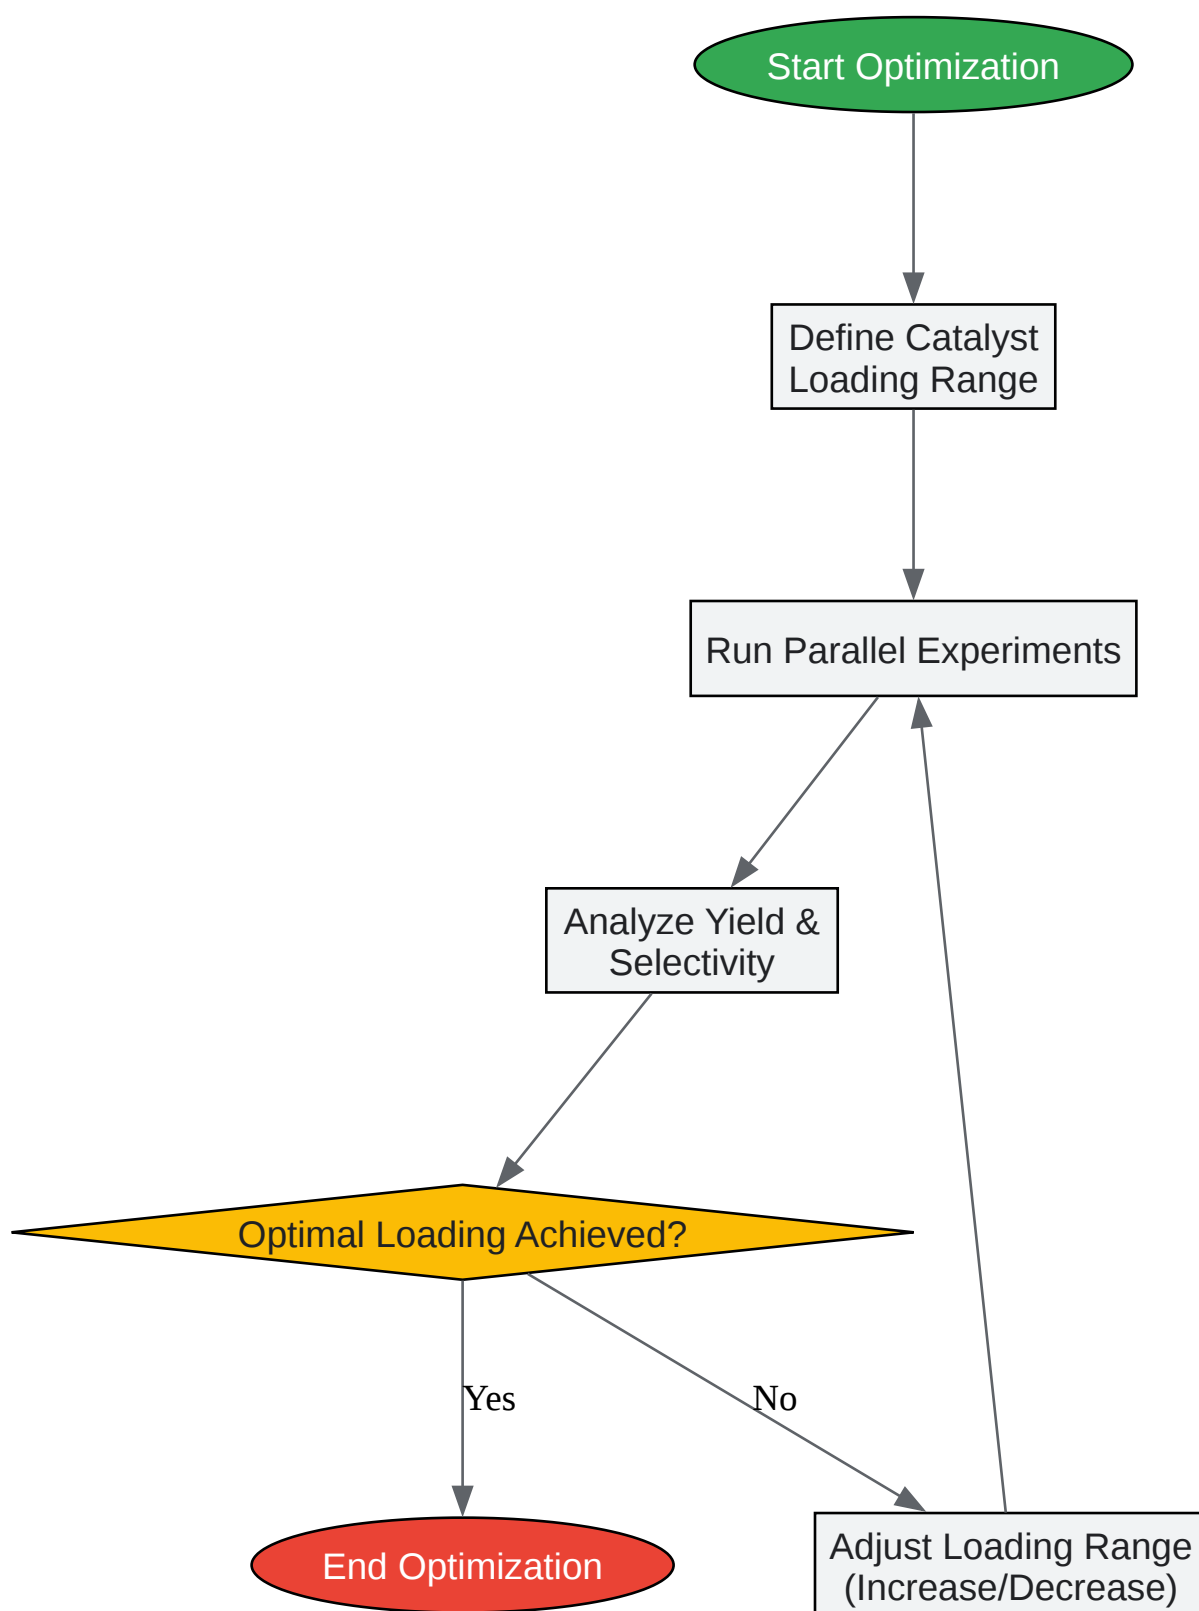 Start Optimization
Define Catalyst
Loading Range
Run Parallel Experiments
Analyze Yield &
Selectivity
Optimal Loading Achieved?
Yes
No
End Optimization
Adjust Loading Range
(Increase/Decrease)